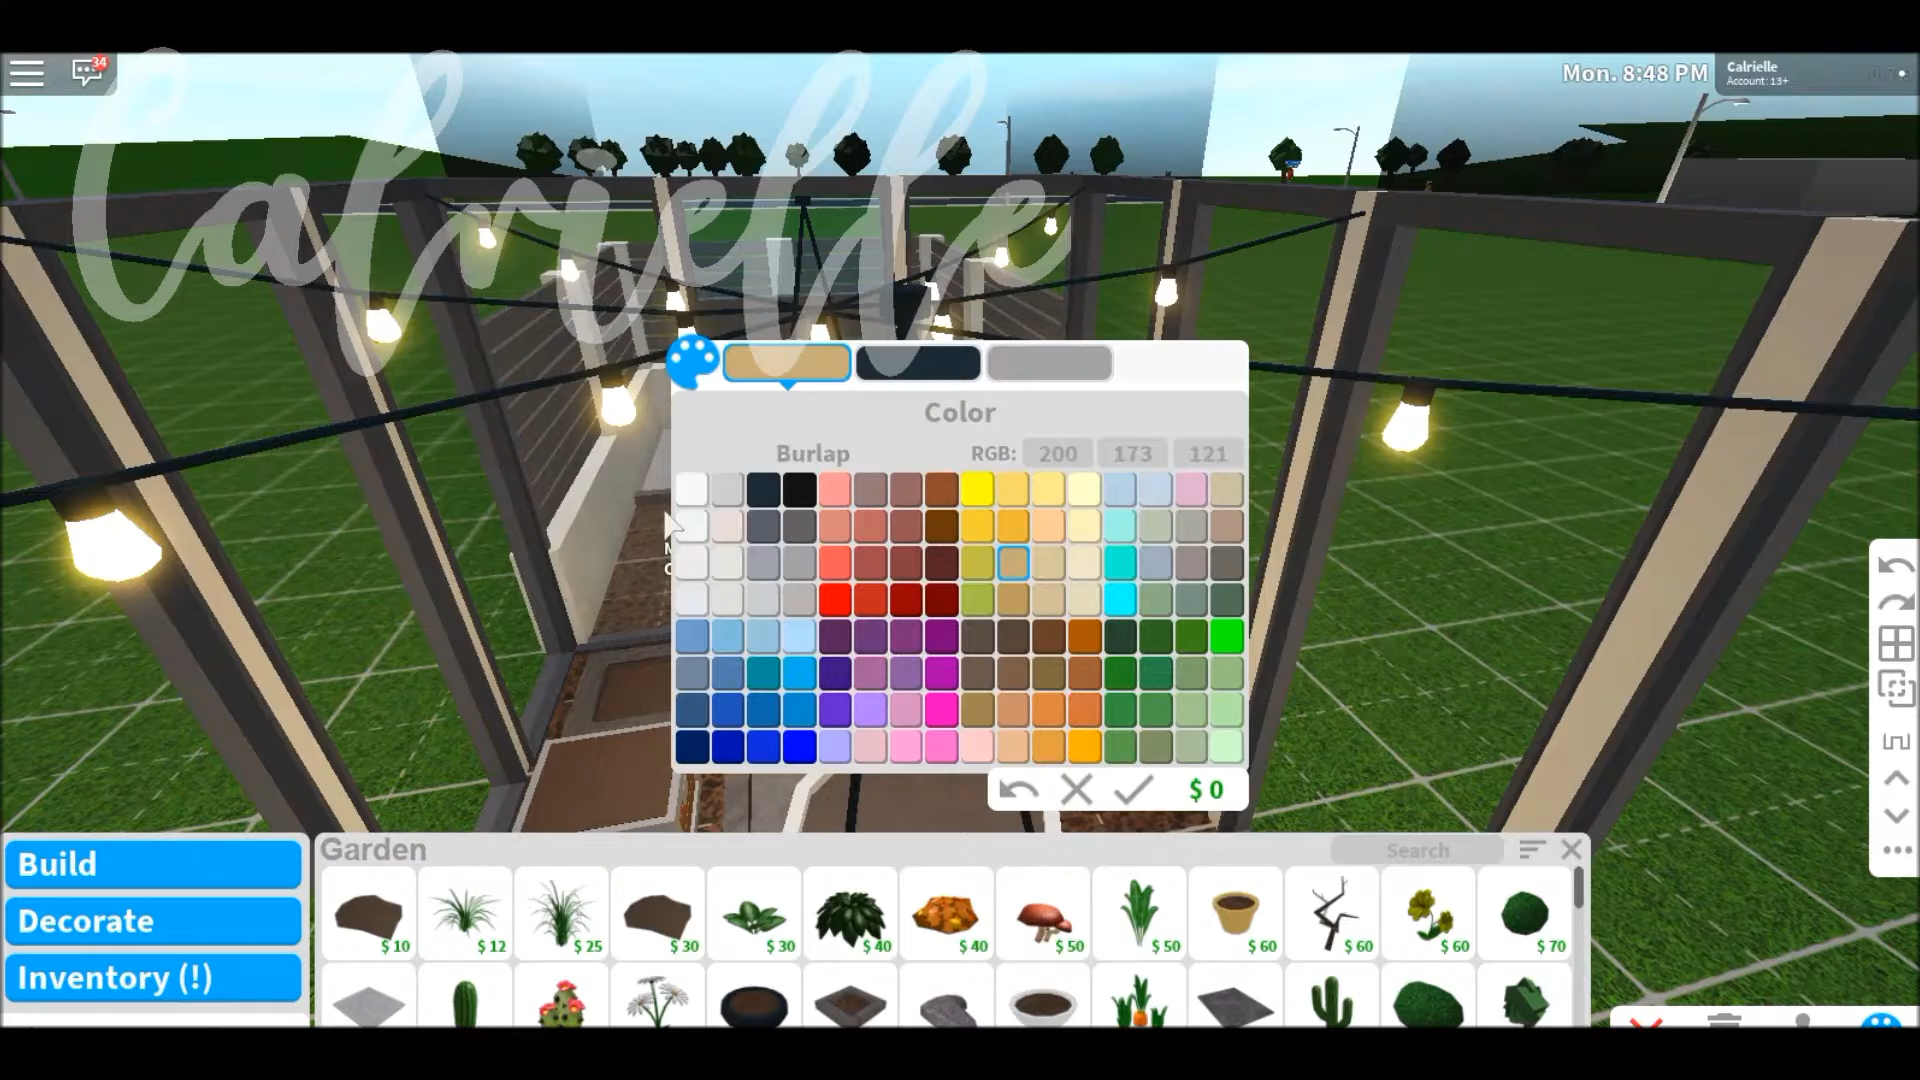 34
Mon. 8:48 PM
Calrielle
Account: 13+
Calrielle
Color
Burlap
RGB: 200 173 121
$ 0
Build
Decorate
Inventory (!)
Garden
Search
$ 10 $ 12 $ 25 $ 30 $ 30 $ 40 $ 40 $ 50 $ 50 $ 60 $ 60 $ 60 $ 70